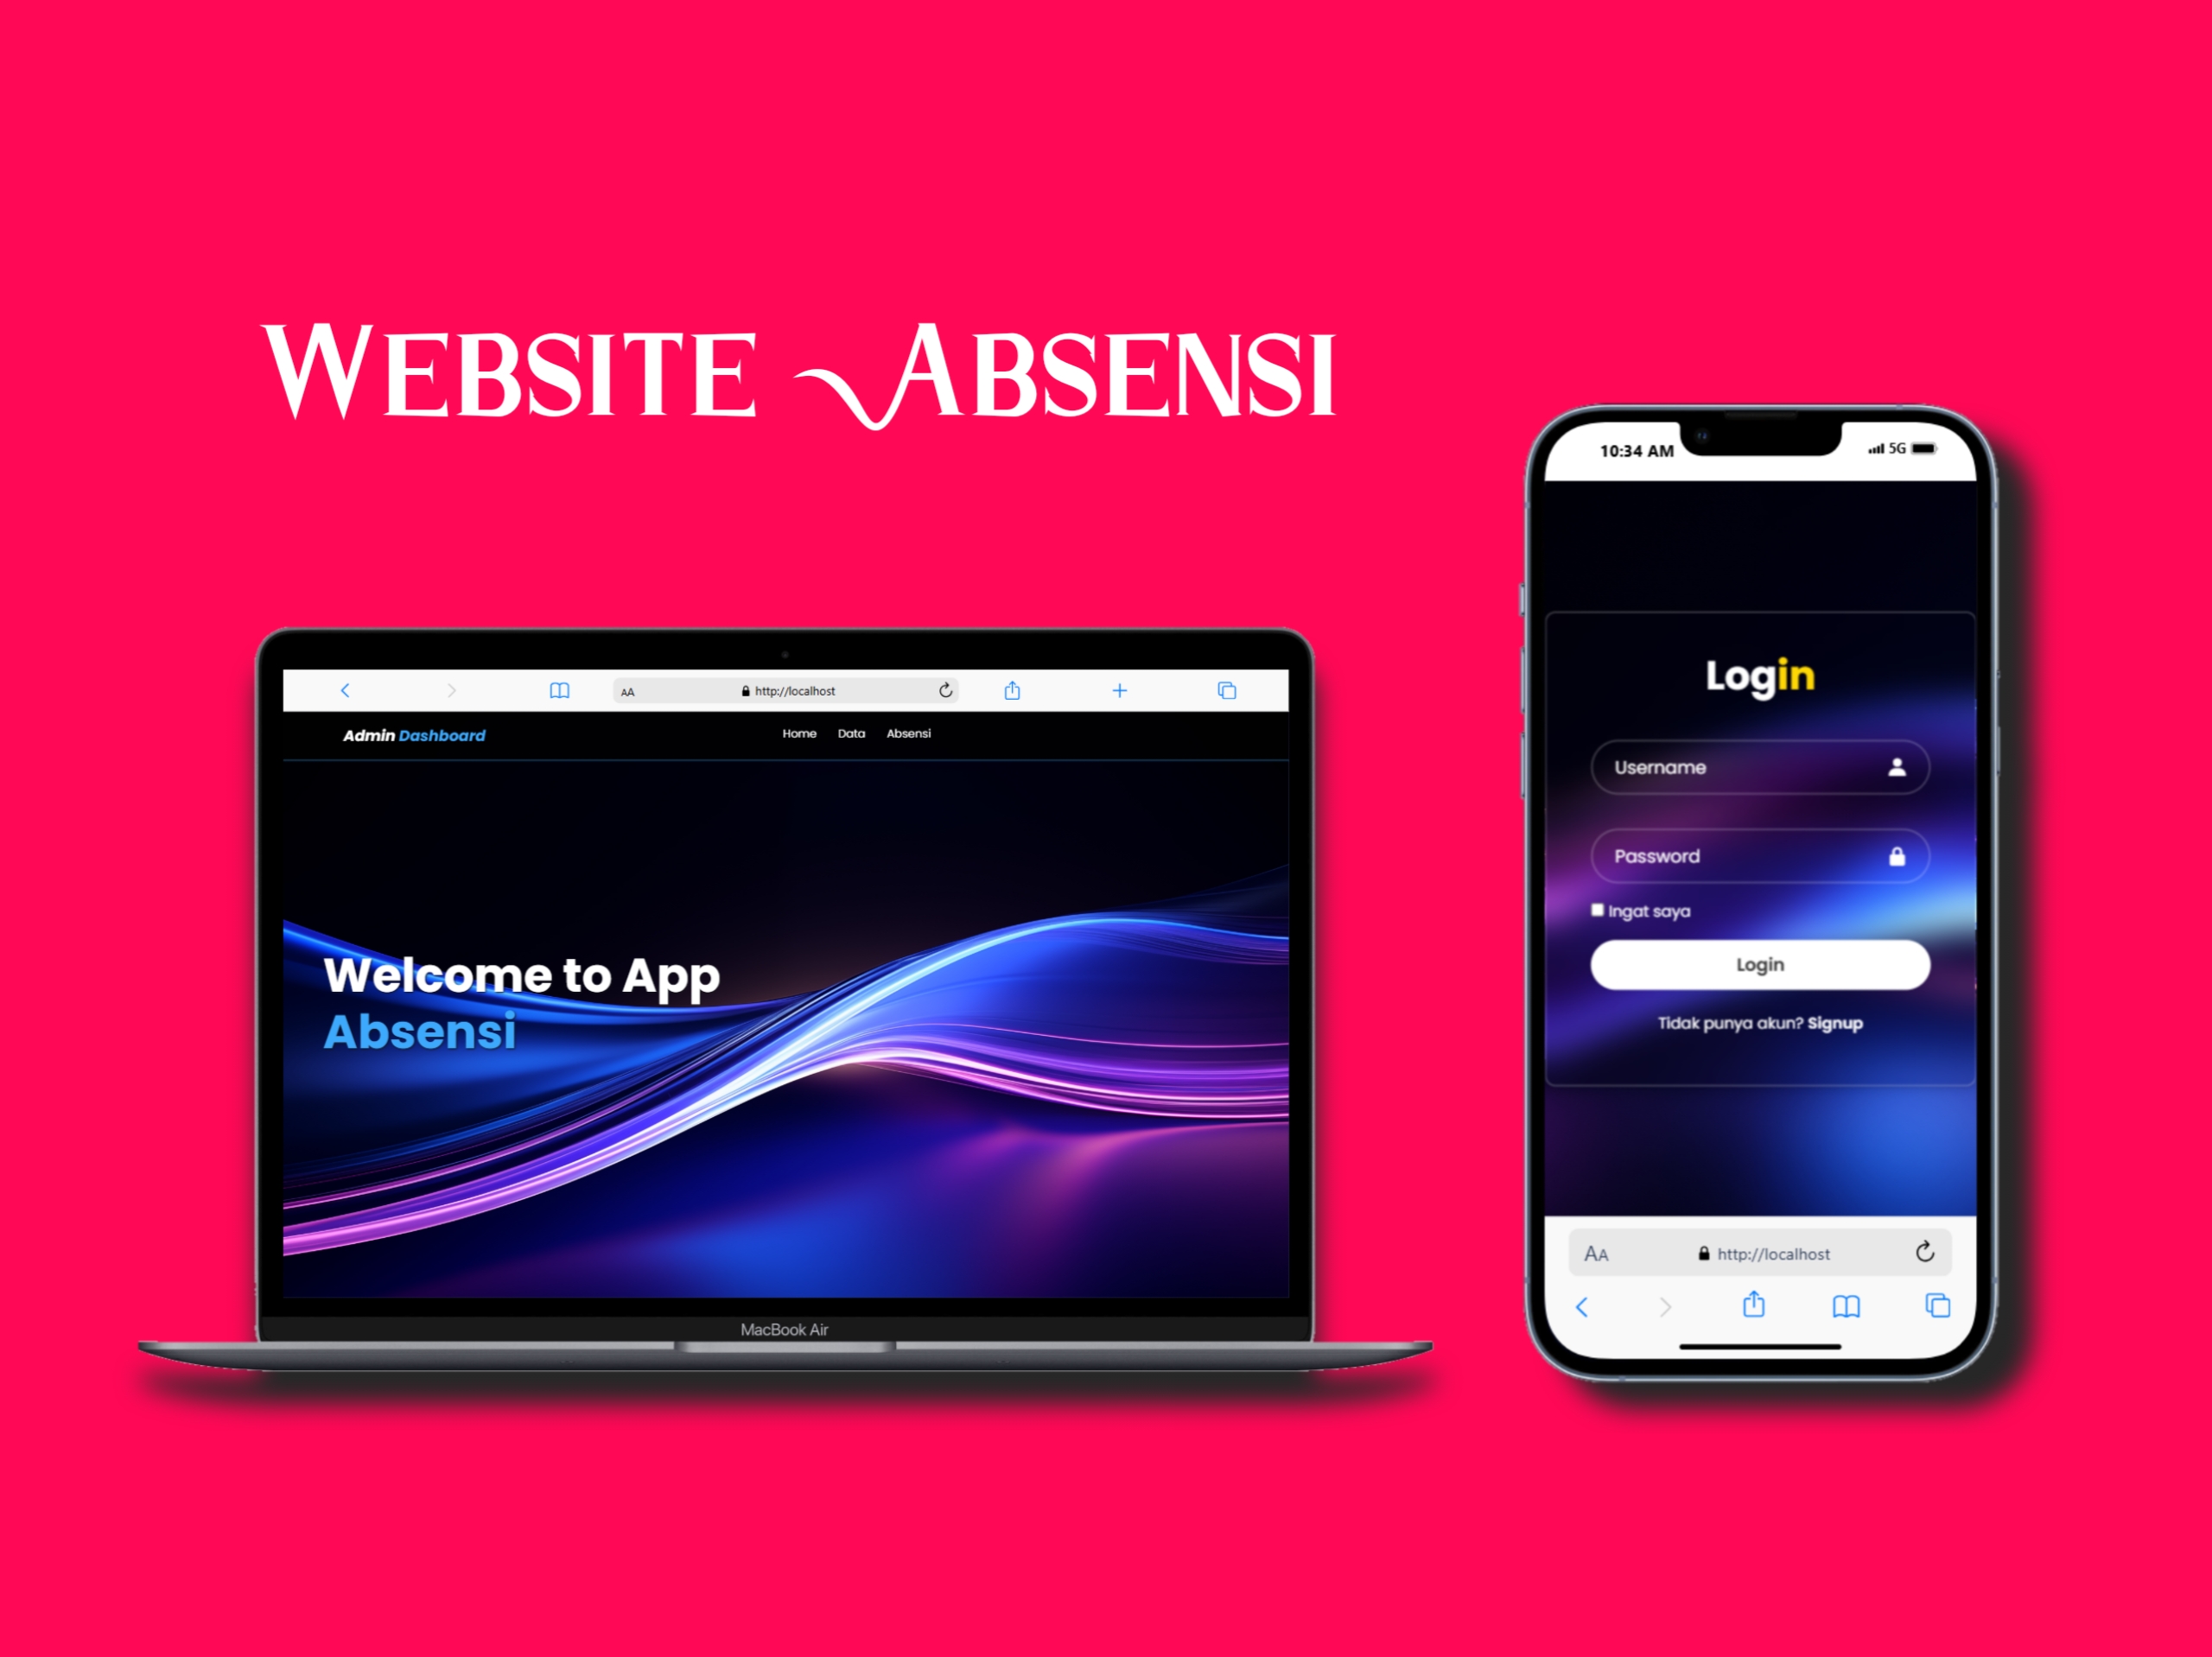 Website Absensi
AA http://localhost
Admin Dashboard Home Data Absensi
Welcome to App
Absensi
MacBook Air
10:34 AM 5G
Login
Username
Password
Ingat saya
Login
Tidak punya akun? Signup
AA http://localhost